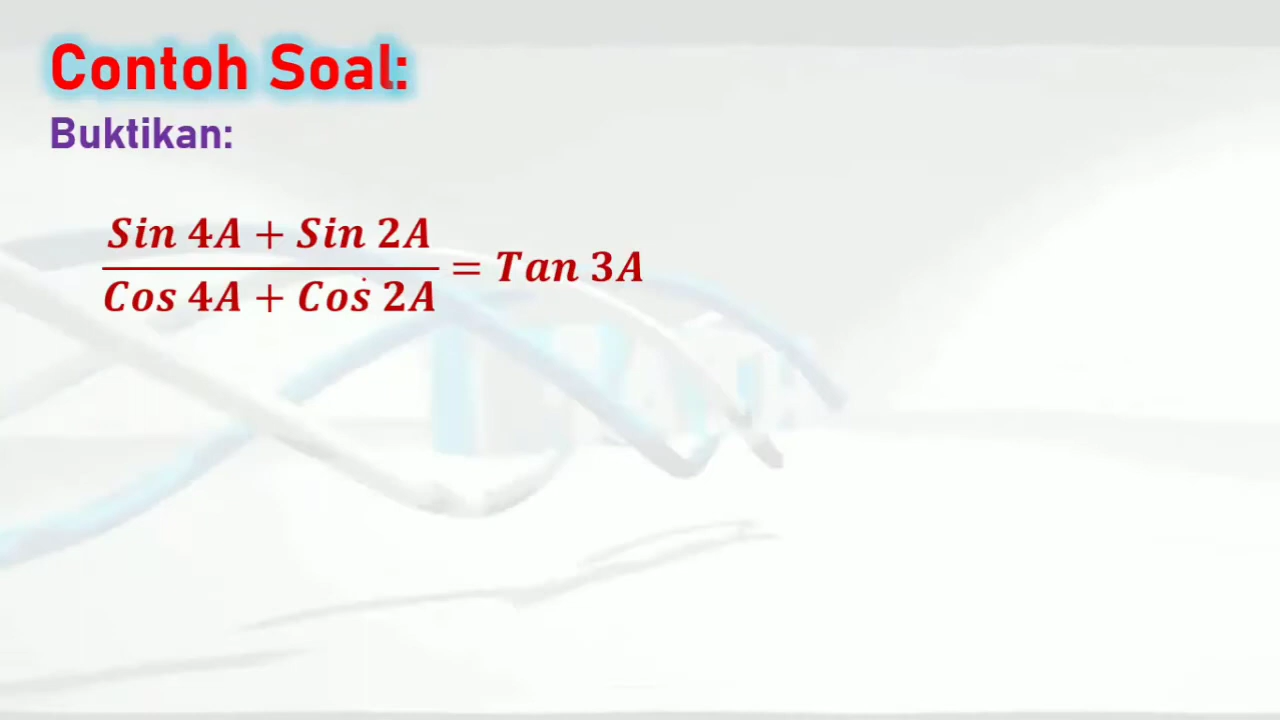 Contoh Soal:
Buktikan:
Sin 4A + Sin 2A
Cos 4A + Cos 2A
= Tan 3A